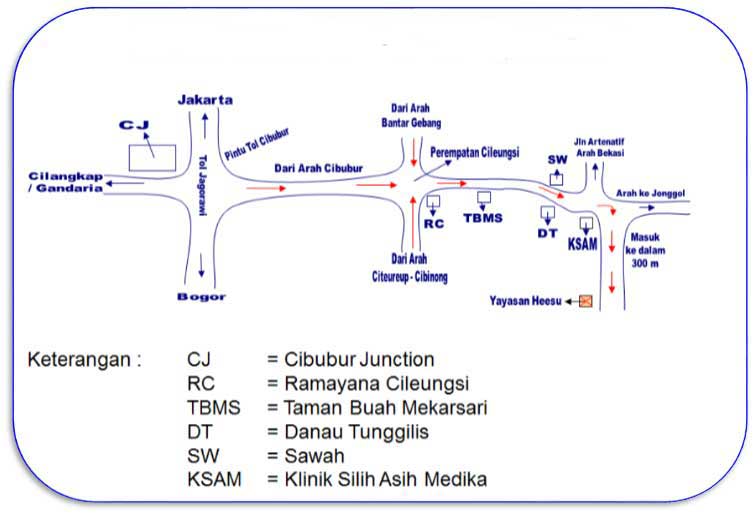 Jakarta
CJ
Pintu Tol Cibubur
Dari Arah
Bantar Gebang
Perempatan Cileungsi
Jln Artenatif
Arah Bekasi
SW
Cilangkap
/ Gandaria
Tol Jagorawi
Dari Arah Cibubur
Arah ke Jonggol
RC
TBMS
DT
KSAM
Masuk
ke dalam
300 m
Dari Arah
Citeureup - Cibinong
Bogor
Yayasan Heesu
Keterangan :
CJ = Cibubur Junction
RC = Ramayana Cileungsi
TBMS = Taman Buah Mekarsari
DT = Danau Tunggilis
SW = Sawah
KSAM = Klinik Silih Asih Medika